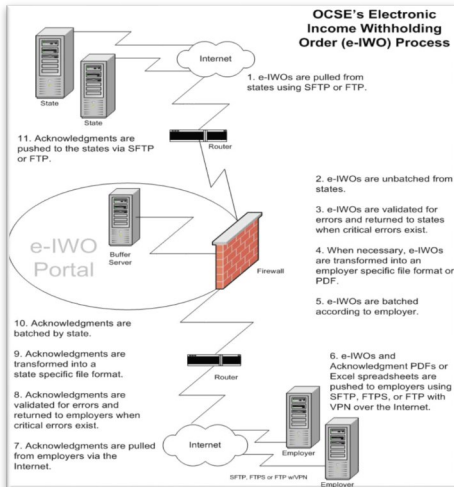 OCSE's Electronic
Income Withholding
Order (e-IWO) Process
Internet
State
State
1. e-IWOs are pulled from
states using SFTP or FTP.
11. Acknowledgments are
pushed to the states via SFTP
or FTP.
Router
2. e-IWOs are unbatched from
states.
3. e-IWOs are validated for
errors and returned to states
when critical errors exist.
4. When necessary, e-IWOs
are transformed into an
employer specific file format or
PDF.
5. e-IWOs are batched
according to employer.
e-IWO
Portal
Buffer
Server
Firewall
10. Acknowledgments are
batched by state.
9. Acknowledgments are
transformed into a
state specific file format.
8. Acknowledgments are
validated for errors and
returned to employers when
critical errors exist.
7. Acknowledgments are pulled
from employers via the
Internet.
Router
6. e-IWOs and
Acknowledgment PDFs or
Excel spreadsheets are
pushed to employers using
SFTP, FTPS, or FTP with
VPN over the Internet.
Internet
Employer
Employer
SFTP, FTPS or FTP w/VPN